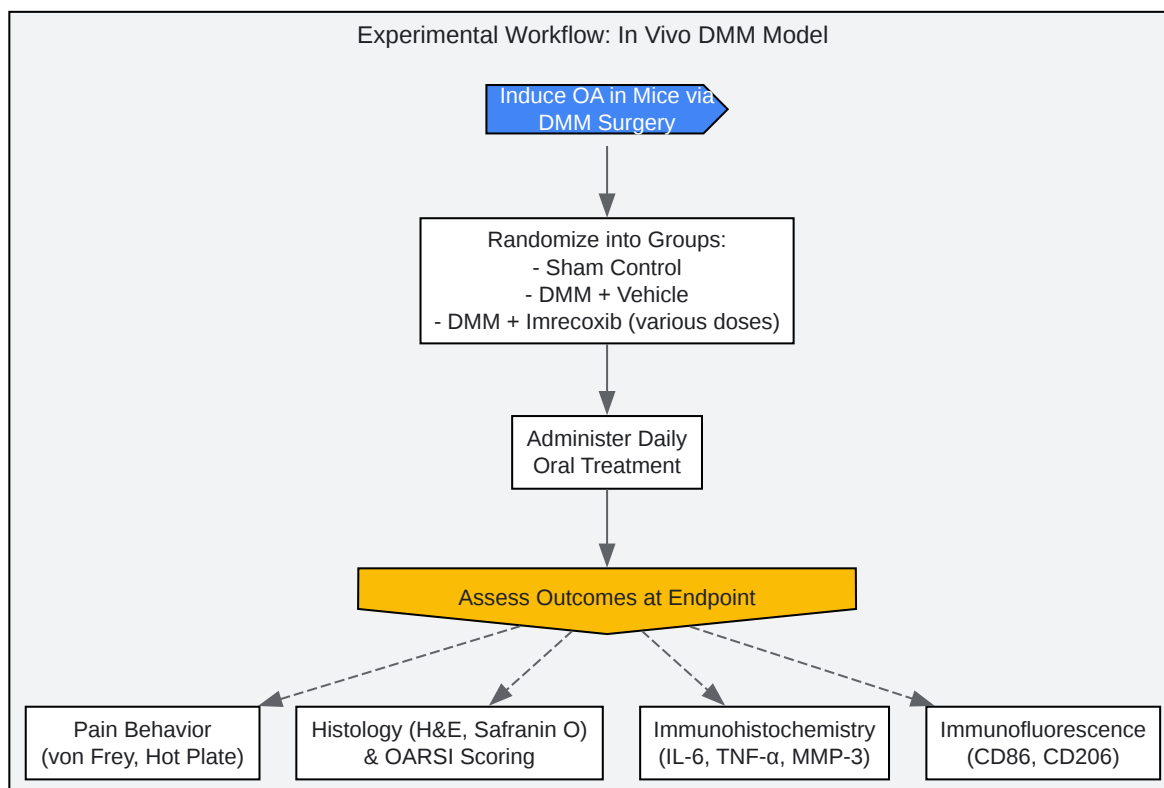 Experimental Workflow: In Vivo DMM Model
Induce OA in Mice via
DMM Surgery
Randomize into Groups:
- Sham Control
- DMM + Vehicle
- DMM + Imrecoxib (various doses)
Administer Daily
Oral Treatment
Assess Outcomes at Endpoint
Pain Behavior
(von Frey, Hot Plate)
Histology (H&E, Safranin O)
& OARSI Scoring
Immunohistochemistry
(IL-6, TNF-α, MMP-3)
Immunofluorescence
(CD86, CD206)